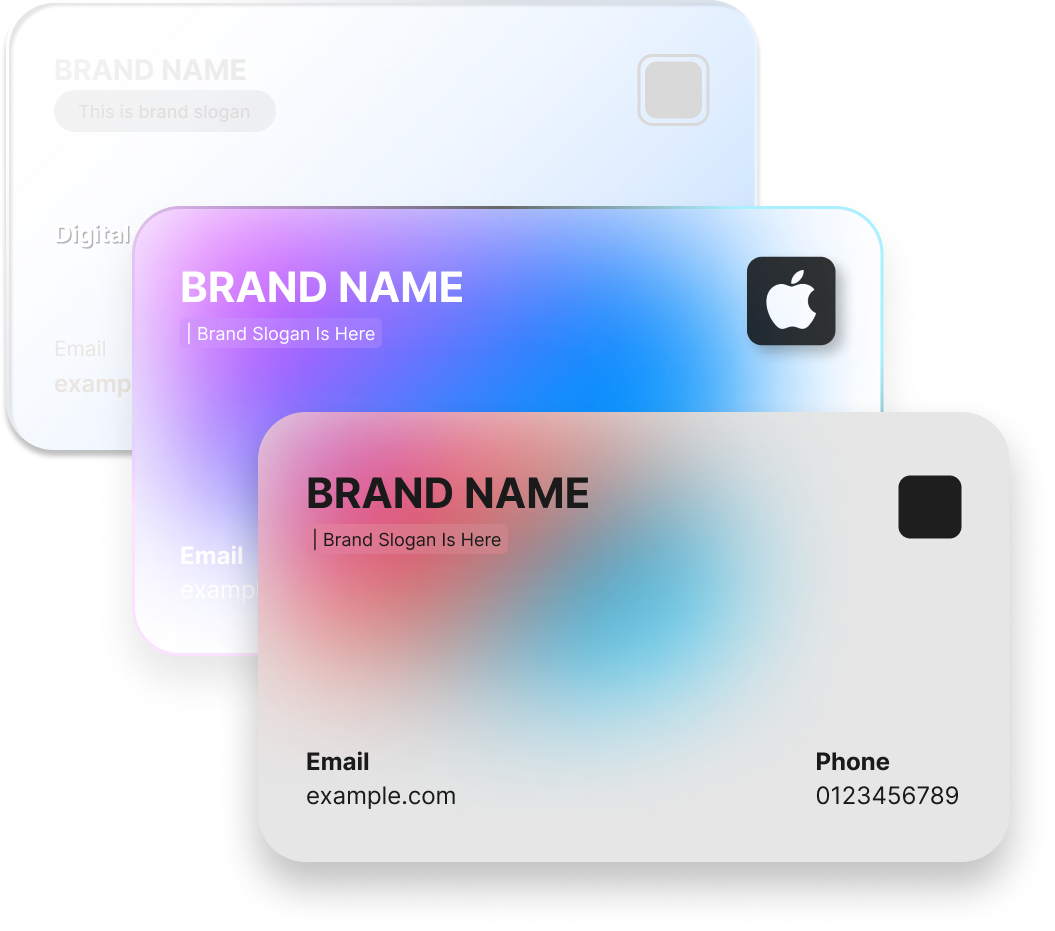 BRAND NAME
This is brand slogan
Digital
Email
examp
BRAND NAME
| Brand Slogan Is Here
Email
exampl
BRAND NAME
| Brand Slogan Is Here
Email
example.com
Phone
0123456789